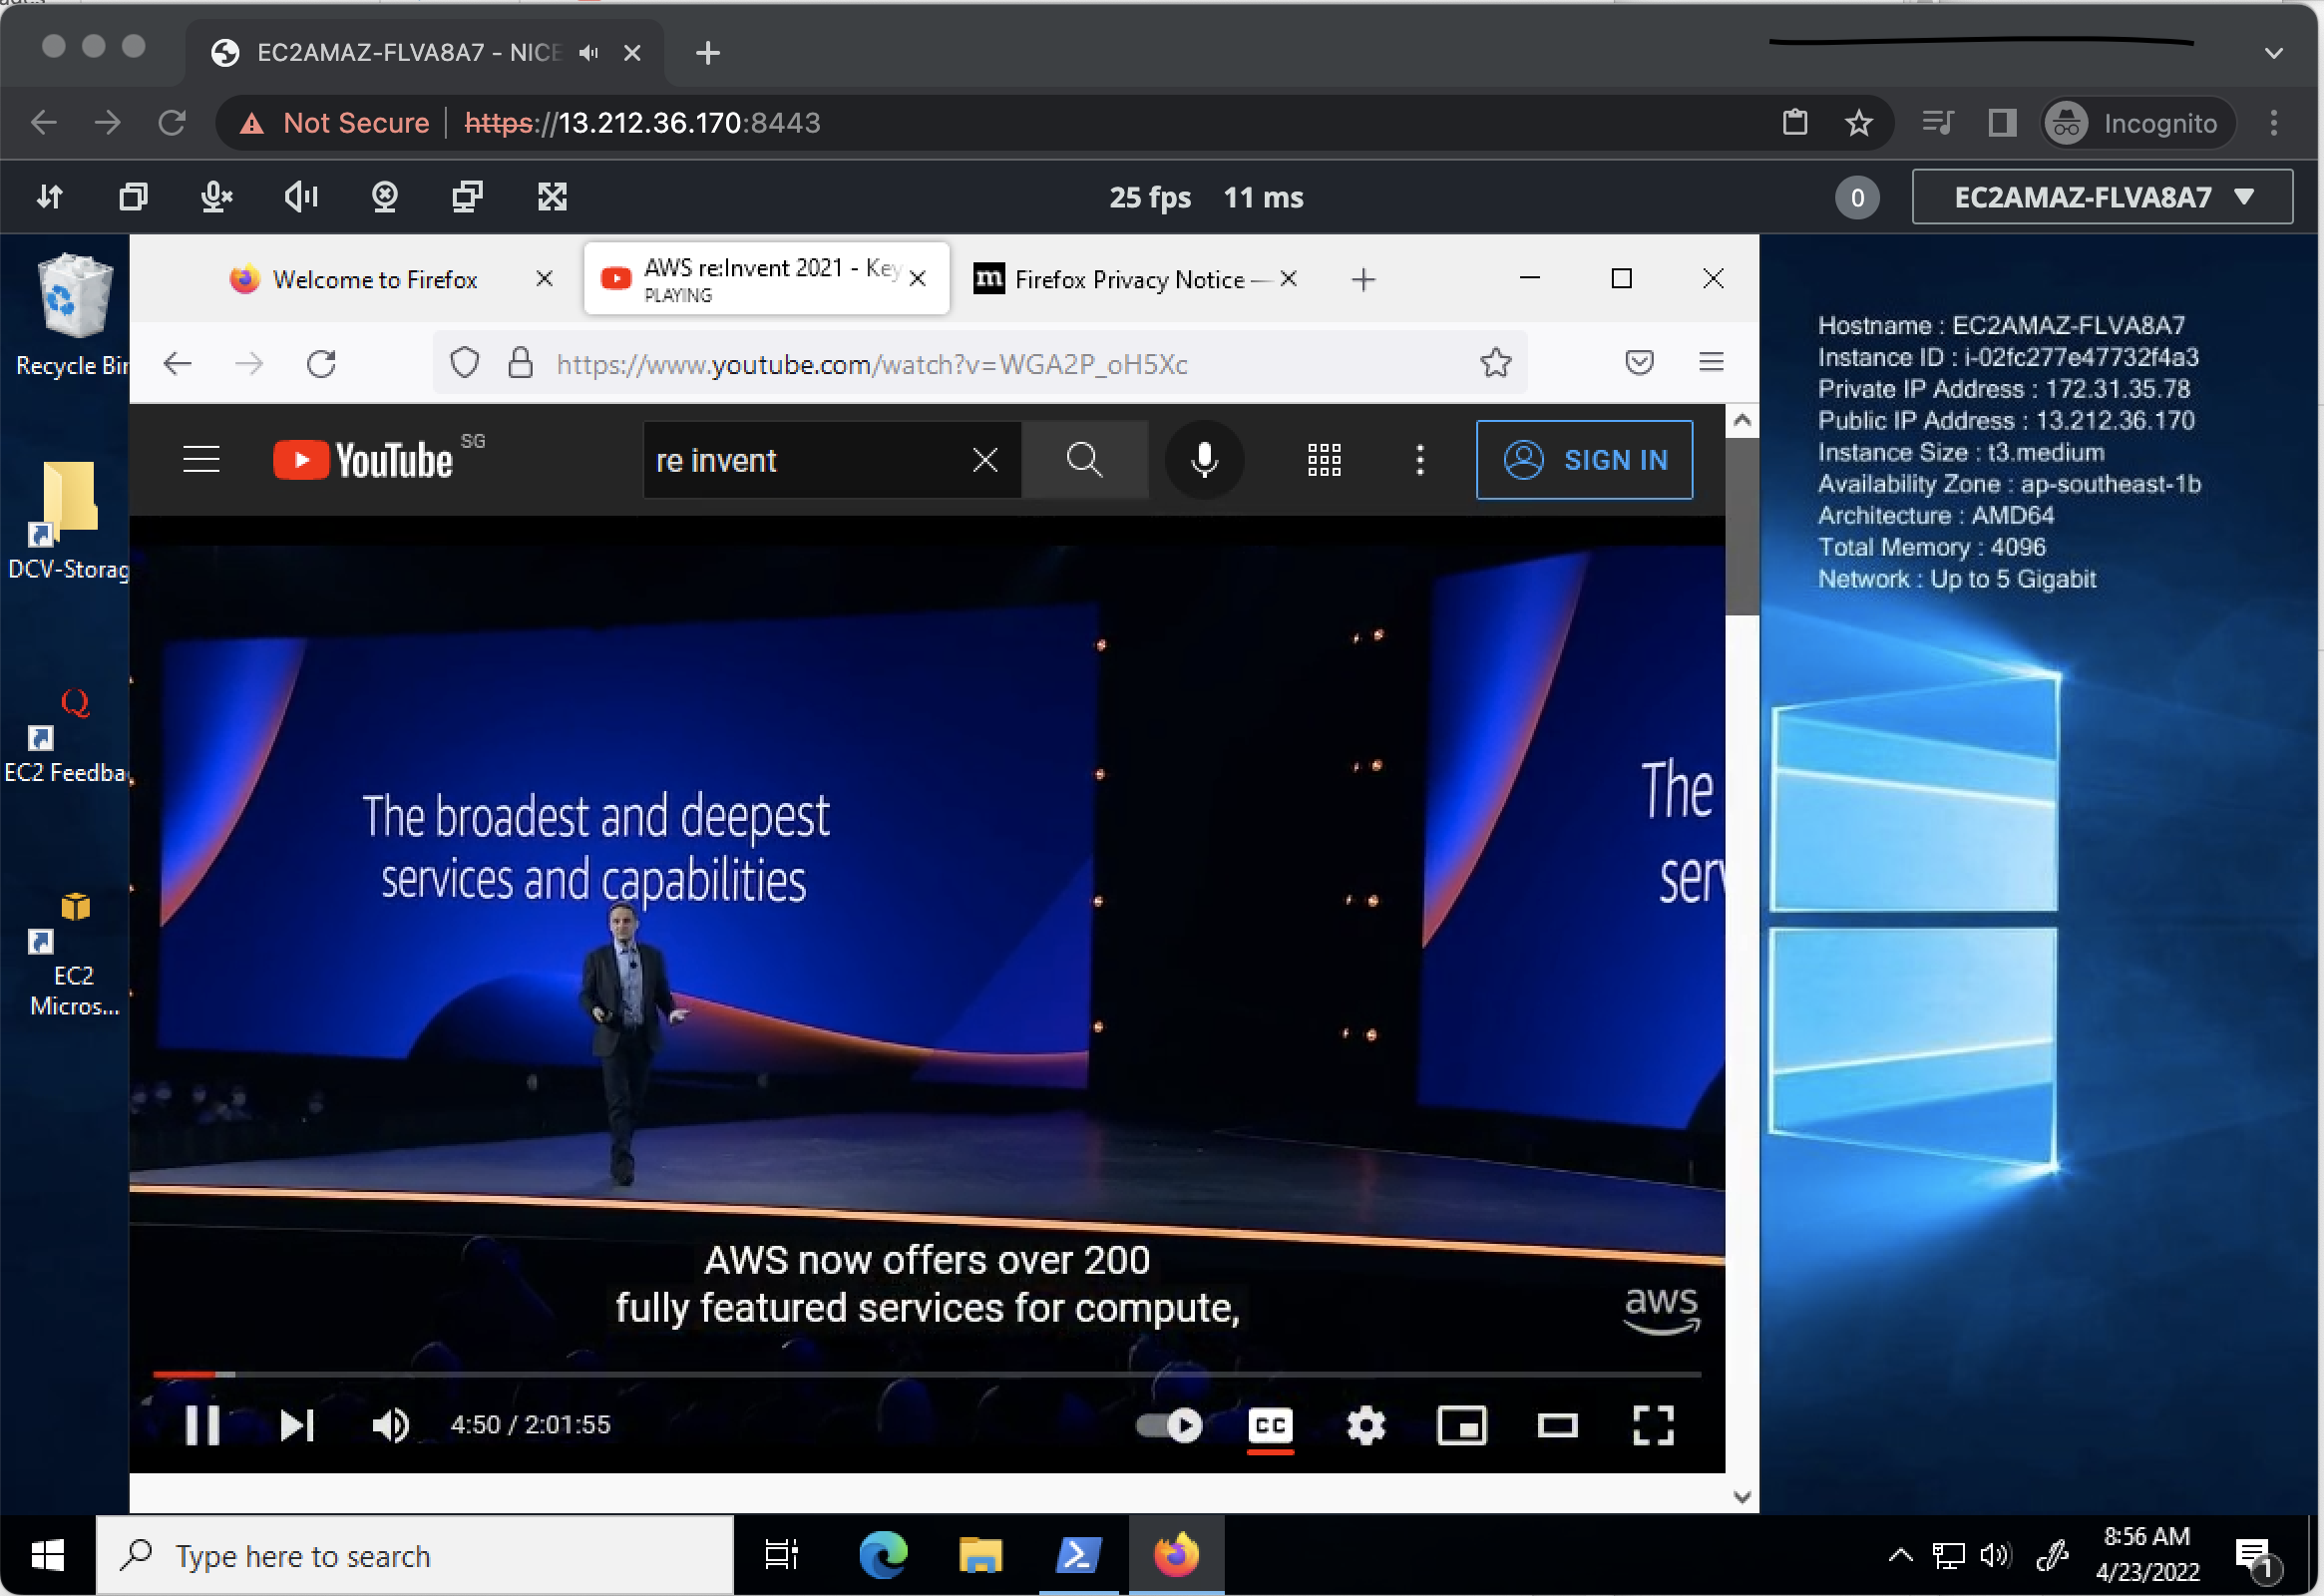 EC2AMAZ-FLVA8A7 - NICE
Not Secure
https://13.212.36.170:8443
Incognito
25 fps 11 ms
0
EC2AMAZ-FLVA8A7
Welcome to Firefox
AWS re:Invent 2021 - Key
PLAYING
Firefox Privacy Notice —
https://www.youtube.com/watch?v=WGA2P_oH5Xc
YouTube SG
re invent
SIGN IN
Recycle Bin
DCV-Storag
EC2 Feedba
EC2
Micros...
Hostname : EC2AMAZ-FLVA8A7
Instance ID : i-02fc277e47732f4a3
Private IP Address : 172.31.35.78
Public IP Address : 13.212.36.170
Instance Size : t3.medium
Availability Zone : ap-southeast-1b
Architecture : AMD64
Total Memory : 4096
Network : Up to 5 Gigabit
The broadest and deepest
services and capabilities
The
serv
AWS now offers over 200
fully featured services for compute,
aws
4:50 / 2:01:55
CC
Type here to search
8:56 AM
4/23/2022
1